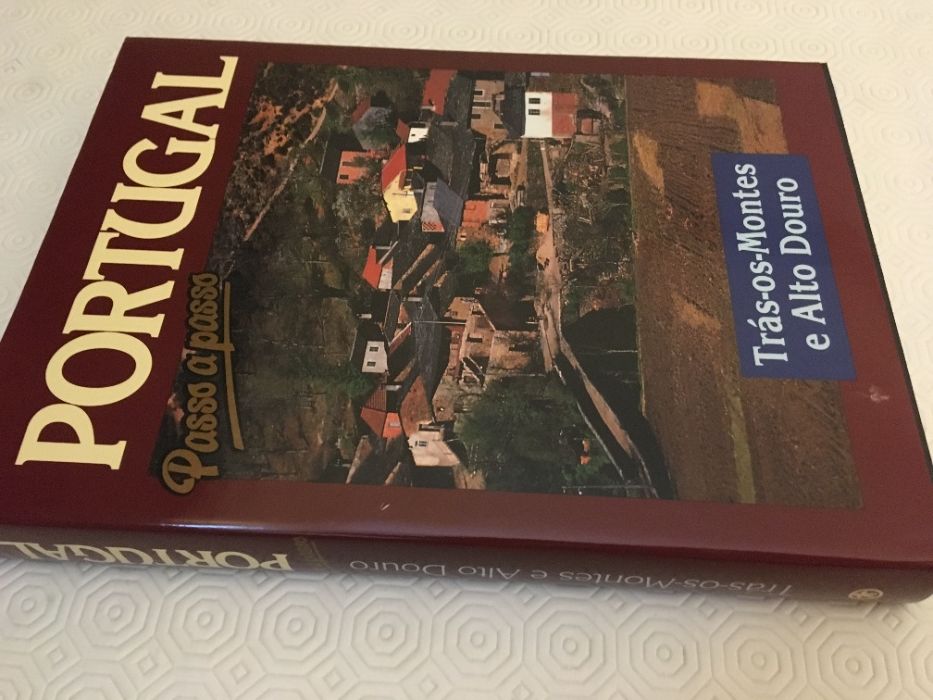 PORTUGAL
Passo a passo
Trás-os-Montes
e Alto Douro
PORTUGAL
Trás-os-Montes e Alto Douro